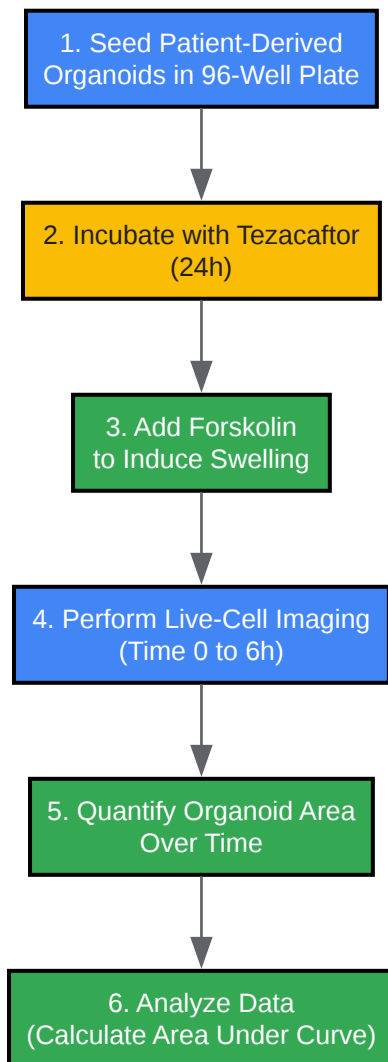 1. Seed Patient-Derived
Organoids in 96-Well Plate
2. Incubate with Tezacaftor
(24h)
3. Add Forskolin
to Induce Swelling
4. Perform Live-Cell Imaging
(Time 0 to 6h)
5. Quantify Organoid Area
Over Time
6. Analyze Data
(Calculate Area Under Curve)